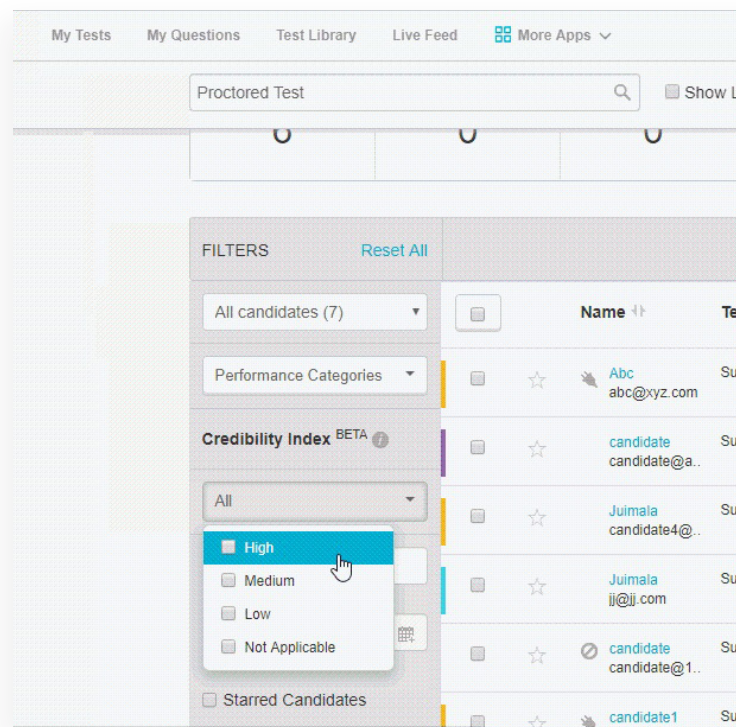 My Tests My Questions Test Library Live Feed More Apps
Proctored Test Show L
6 0 0
FILTERS Reset All
All candidates (7) Name Te
Performance Categories
Abc Su
abc@xyz.com
Credibility Index BETA
candidate Su
candidate@a..
All
Juimala Su
candidate4@..
High
Medium
Juimala Su
jj@jj.com
Low
Not Applicable
candidate Su
candidate@1..
Starred Candidates
candidate1 Su